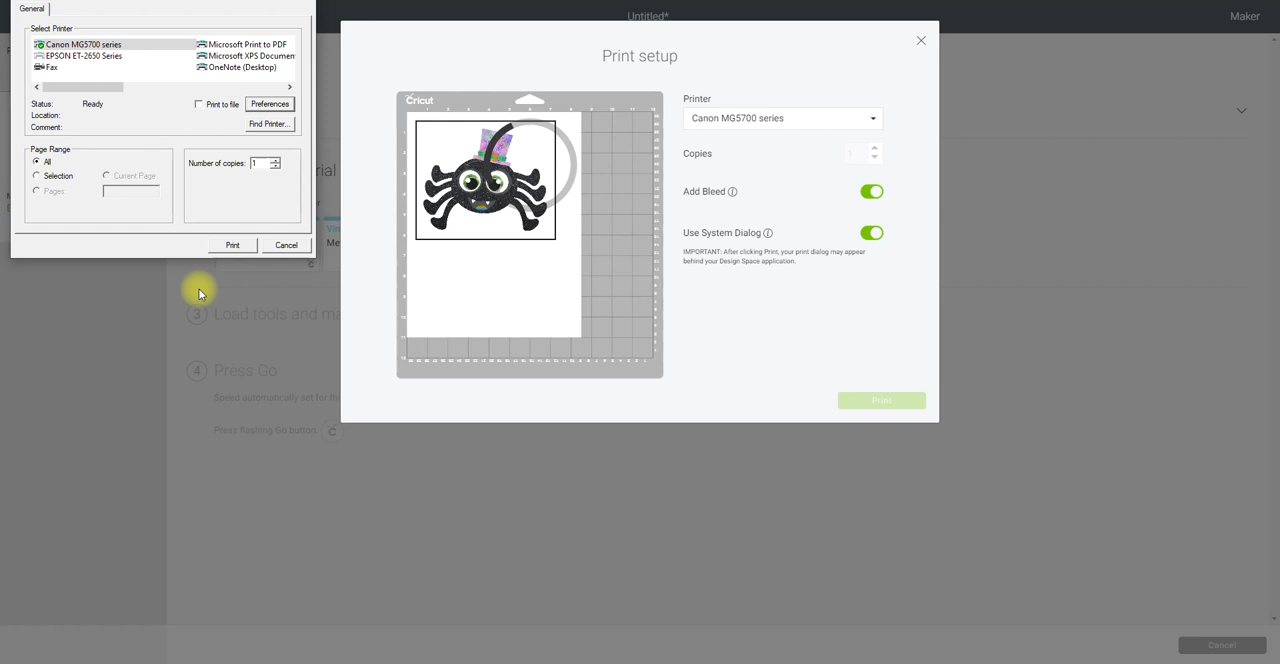 General
Untitled*
Maker
Select Printer
Canon MG5700 series
Microsoft Print to PDF
EPSON ET-2650 Series
Microsoft XPS Documen
Fax
OneNote (Desktop)
Status: Ready
Print to file
Preferences
Location:
Comment:
Find Printer...
Page Range
All
Selection
Current Page
Pages:
Number of copies: 1
Print
Cancel
Print setup
Cricut
Printer
Canon MG5700 series
Copies
1
Add Bleed
Use System Dialog
IMPORTANT: After clicking Print, your print dialog may appear
behind your Design Space application.
Print
3 Load tools and ma
4 Press Go
Speed automatically set for th
Press flashing Go button.
Cancel